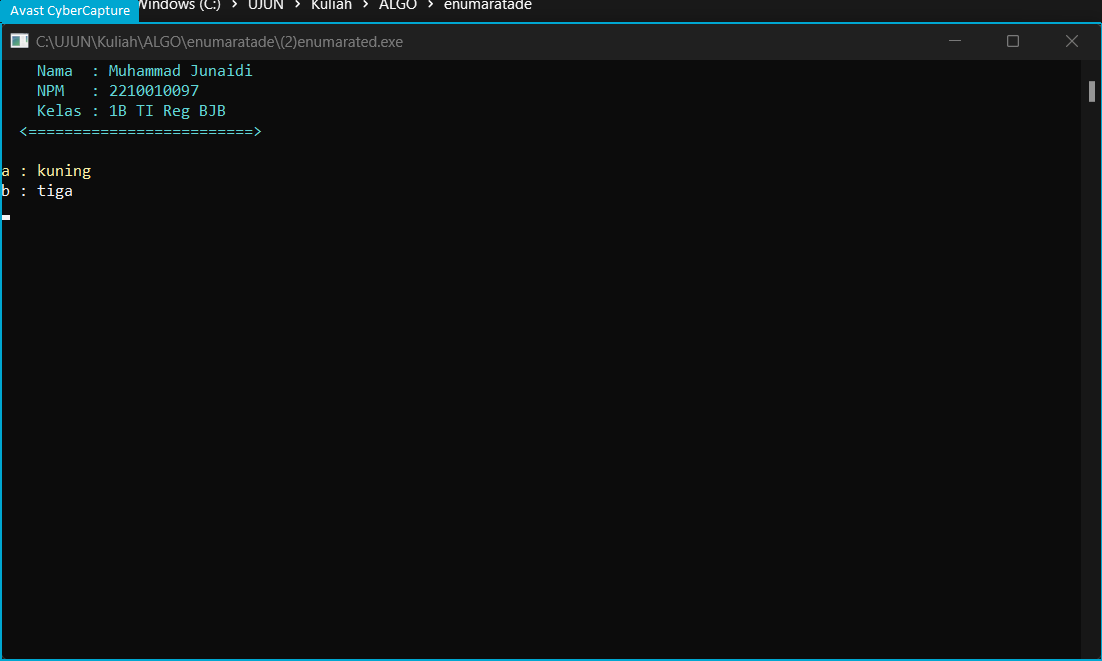 Avast CyberCapture
Windows (C:) > UJUN > Kuliah > ALGO > enumaratade
C:\UJUN\Kuliah\ALGO\enumaratade\(2)enumarated.exe
Nama : Muhammad Junaidi
NPM : 2210010097
Kelas : 1B TI Reg BJB
<=========================>
a : kuning
b : tiga